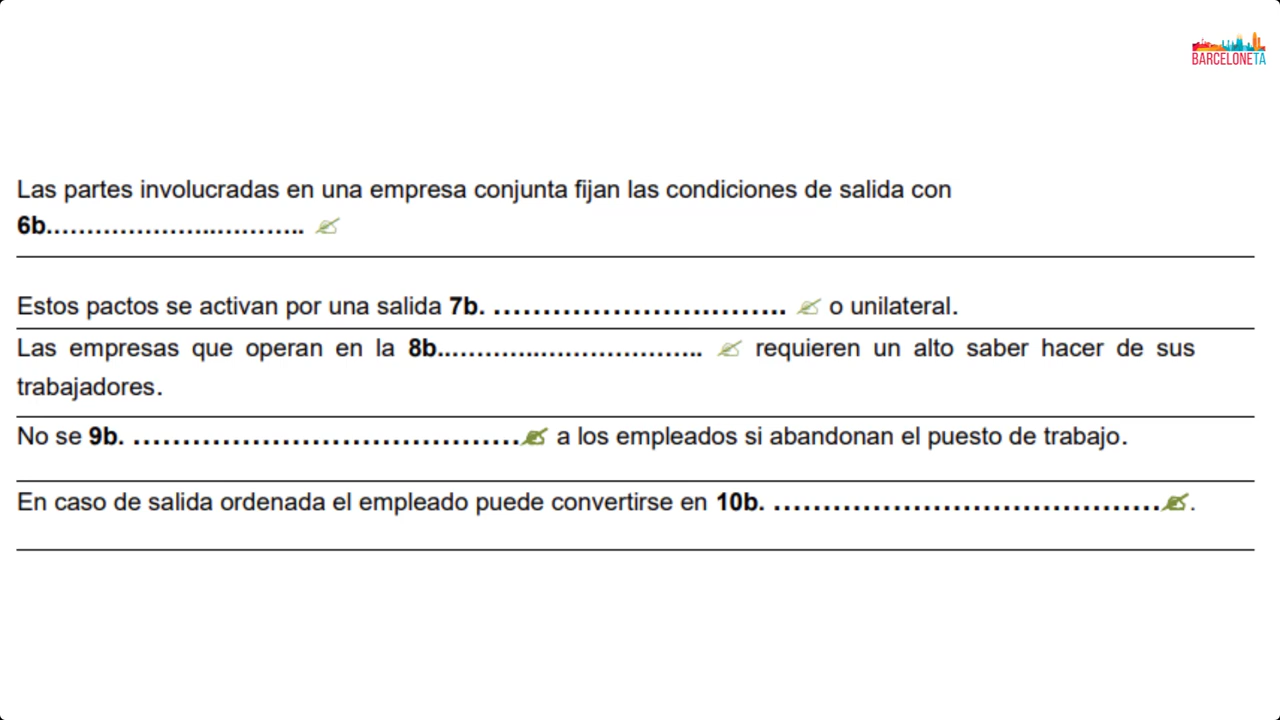 BARCELONETA
Las partes involucradas en una empresa conjunta fijan las condiciones de salida con
6b.………………..………..
Estos pactos se activan por una salida 7b. …………………….…….. o unilateral.
Las empresas que operan en la 8b..………..……………….. requieren un alto saber hacer de sus
trabajadores.
No se 9b. ………………………………… a los empleados si abandonan el puesto de trabajo.
En caso de salida ordenada el empleado puede convertirse en 10b. ………………………………….